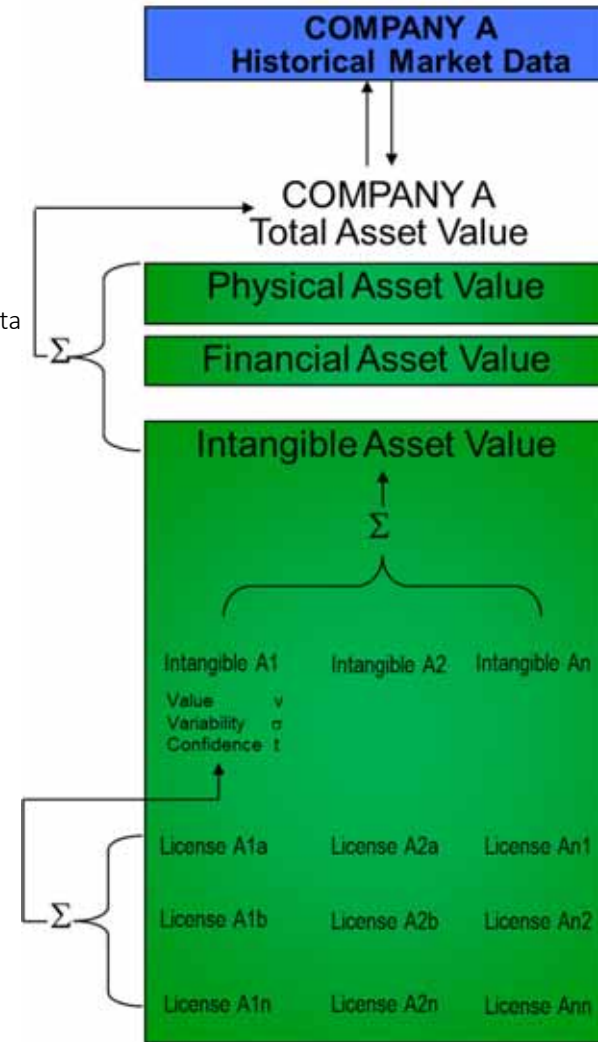 COMPANY A
Historical Market Data
COMPANY A
Total Asset Value
Physical Asset Value
ta
Σ
Financial Asset Value
Intangible Asset Value
Σ
Intangible A1 Intangible A2 Intangible An
Value v
Variability σ
Confidence t
License A1a License A2a License An1
Σ
License A1b License A2b License An2
License A1n License A2n License Ann